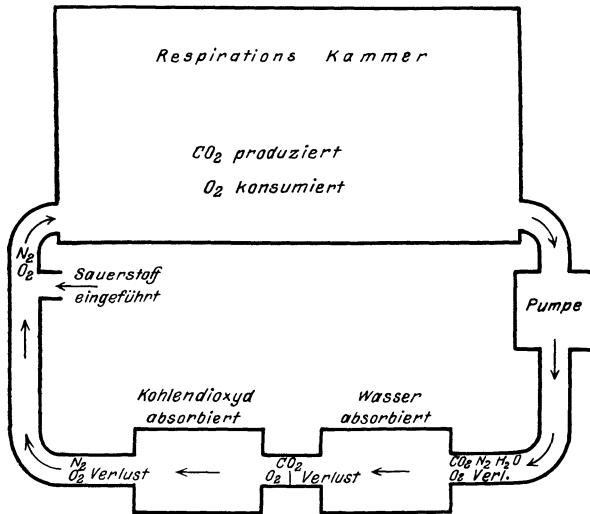 Respirations Kammer
CO2 produziert
O2 konsumiert
N2
O2
Sauerstoff
eingeführt
Pumpe
Kohlendioxyd
absorbiert
Wasser
absorbiert
N2
O2 Verlust
CO2
O2 | Verlust
CO2 N2 H2O
O2 Verl.